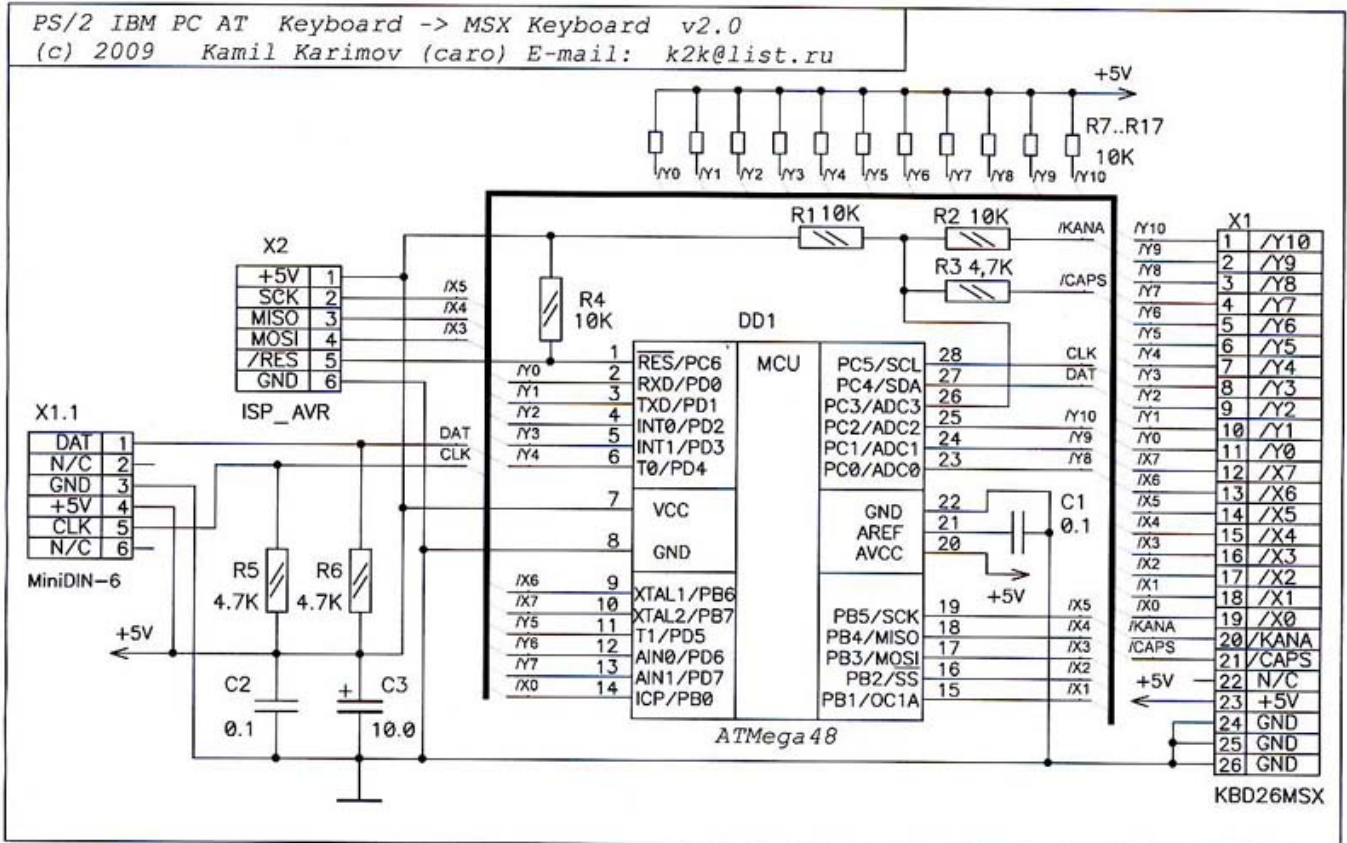 PS/2 IBM PC AT Keyboard -> MSX Keyboard v2.0
(c) 2009 Kamil Karimov (caro) E-mail: k2k@list.ru
+5V
R7..R17
10K
/Y0 /Y1 /Y2 /Y3 /Y4 /Y5 /Y6 /Y7 /Y8 /Y9 /Y10
R1 10K
R2 10K
/KANA
R3 4,7K
/CAPS
R4
10K
X2
+5V 1
SCK 2
MISO 3
MOSI 4
/RES 5
GND 6
ISP_AVR
/X5
/X4
/X3
X1.1
DAT 1
N/C 2
GND 3
+5V 4
CLK 5
N/C 6
MiniDIN-6
DAT
CLK
R5
4.7K
R6
4.7K
+5V
C2
0.1
+ C3
10.0
DD1
MCU
1 RES/PC6
/Y0 2 RXD/PD0
/Y1 3 TXD/PD1
/Y2 4 INT0/PD2
/Y3 5 INT1/PD3
/Y4 6 T0/PD4
7 VCC
8 GND
/X6 9 XTAL1/PB6
/X7 10 XTAL2/PB7
/Y5 11 T1/PD5
/Y6 12 AIN0/PD6
/Y7 13 AIN1/PD7
/X0 14 ICP/PB0
PC5/SCL 28 CLK
PC4/SDA 27 DAT
PC3/ADC3 26
PC2/ADC2 25 /Y10
PC1/ADC1 24 /Y9
PC0/ADC0 23 /Y8
GND 22
AREF 21
AVCC 20
+5V
C1
0.1
PB5/SCK 19 /X5
PB4/MISO 18 /X4
PB3/MOSI 17 /X3
PB2/SS 16 /X2
PB1/OC1A 15 /X1
ATMega48
X1
/Y10 1 /Y10
/Y9 2 /Y9
/Y8 3 /Y8
/Y7 4 /Y7
/Y6 5 /Y6
/Y5 6 /Y5
/Y4 7 /Y4
/Y3 8 /Y3
/Y2 9 /Y2
/Y1 10 /Y1
/Y0 11 /Y0
/X7 12 /X7
/X6 13 /X6
/X5 14 /X5
/X4 15 /X4
/X3 16 /X3
/X2 17 /X2
/X1 18 /X1
/X0 19 /X0
/KANA 20 /KANA
/CAPS 21 /CAPS
22 N/C
+5V 23 +5V
24 GND
25 GND
26 GND
KBD26MSX